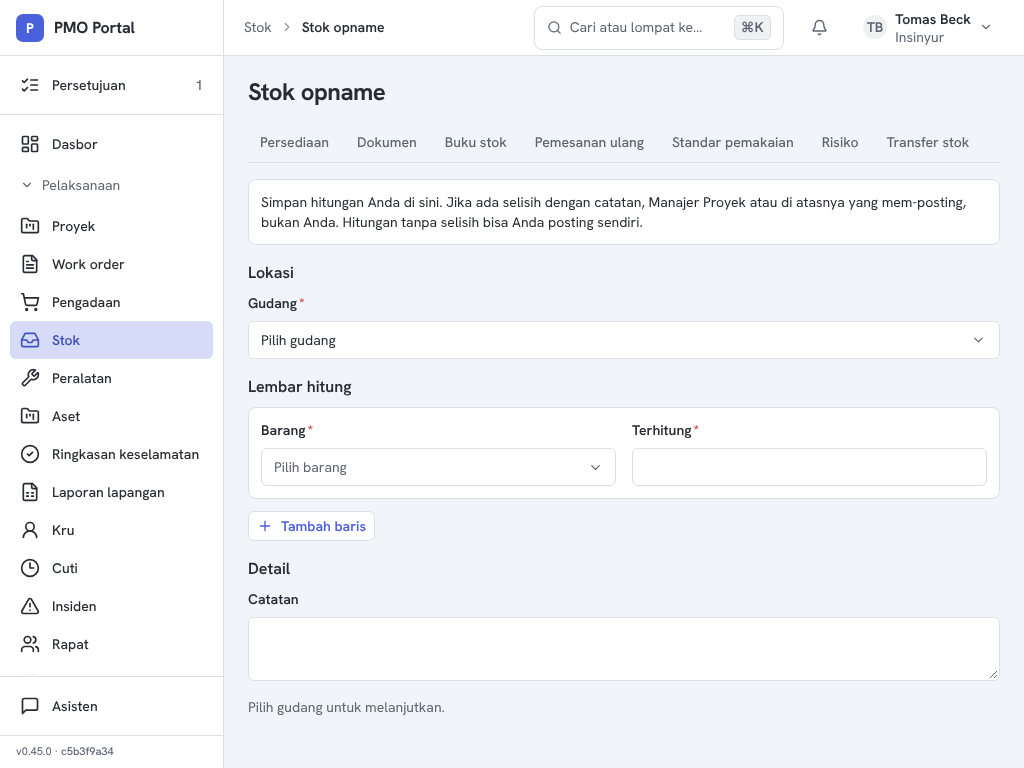 P PMO Portal
Stok > Stok opname
Cari atau lompat ke... ⌘K
TB Tomas Beck
Insinyur
Persetujuan 1
Dasbor
Pelaksanaan
Proyek
Work order
Pengadaan
Stok
Peralatan
Aset
Ringkasan keselamatan
Laporan lapangan
Kru
Cuti
Insiden
Rapat
Asisten
v0.45.0 · c5b3f9a34
Stok opname
Persediaan Dokumen Buku stok Pemesanan ulang Standar pemakaian Risiko Transfer stok
Simpan hitungan Anda di sini. Jika ada selisih dengan catatan, Manajer Proyek atau di atasnya yang mem-posting,
bukan Anda. Hitungan tanpa selisih bisa Anda posting sendiri.
Lokasi
Gudang *
Pilih gudang
Lembar hitung
Barang * Terhitung *
Pilih barang
+ Tambah baris
Detail
Catatan
Pilih gudang untuk melanjutkan.